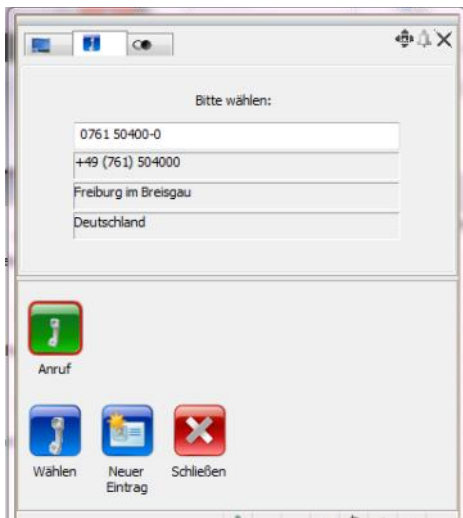 Bitte wählen:
0761 50400-0
+49 (761) 504000
Freiburg im Breisgau
Deutschland
Anruf
Wählen
Neuer
Eintrag
Schließen